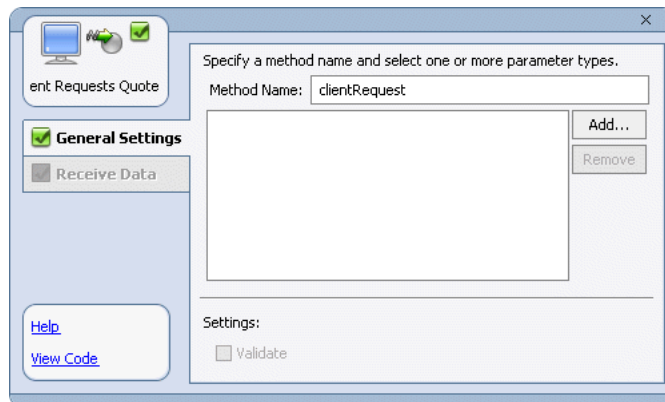 ent Requests Quote
General Settings
Receive Data
Help
View Code
Specify a method name and select one or more parameter types.
Method Name: clientRequest
Add...
Remove
Settings:
Validate